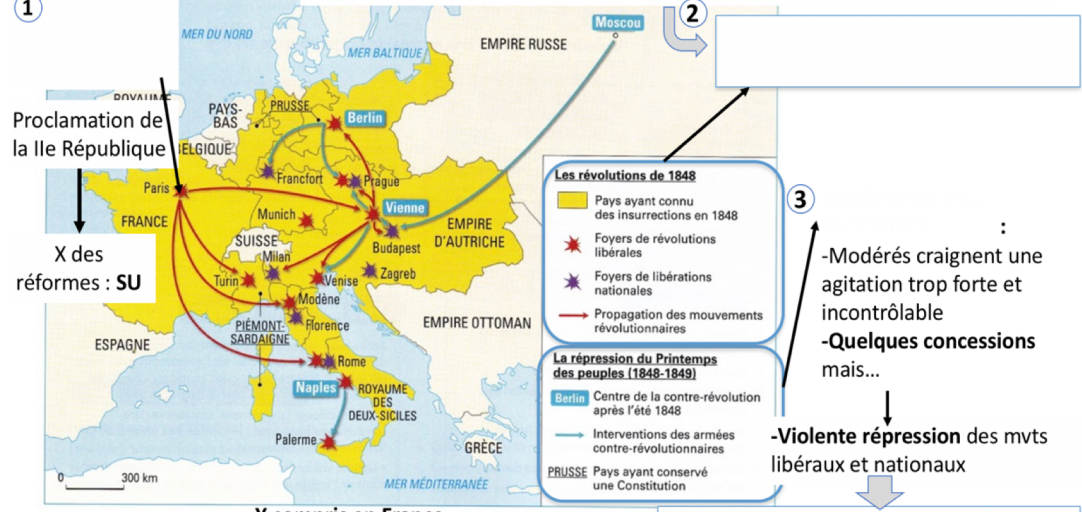 1
MER DU NORD
MER BALTIQUE
EMPIRE RUSSE
Moscou
2
ROYAUME
PAYS-
BAS
PRUSSE
Berlin
Proclamation de
la IIe République
BELGIQUE
Paris
Francfort
Prague
FRANCE
Munich
Vienne
EMPIRE
D'AUTRICHE
Budapest
SUISSE
Milan
X des
réformes : SU
Turin
Venise
Zagreb
Modène
Florence
PIÉMONT-
SARDAIGNE
EMPIRE OTTOMAN
ESPAGNE
Rome
Naples
ROYAUME
DES
DEUX-SICILES
Palerme
GRÈCE
0 300 km
MER MÉDITERRANÉE
Les révolutions de 1848
Pays ayant connu
des insurrections en 1848
Foyers de révolutions
libérales
Foyers de libérations
nationales
Propagation des mouvements
révolutionnaires
La répression du Printemps
des peuples (1848-1849)
Berlin Centre de la contre-révolution
après l'été 1848
Interventions des armées
contre-révolutionnaires
PRUSSE Pays ayant conservé
une Constitution
3
:
-Modérés craignent une
agitation trop forte et
incontrôlable
-Quelques concessions
mais...
-Violente répression des mvts
libéraux et nationaux
Y compris en France